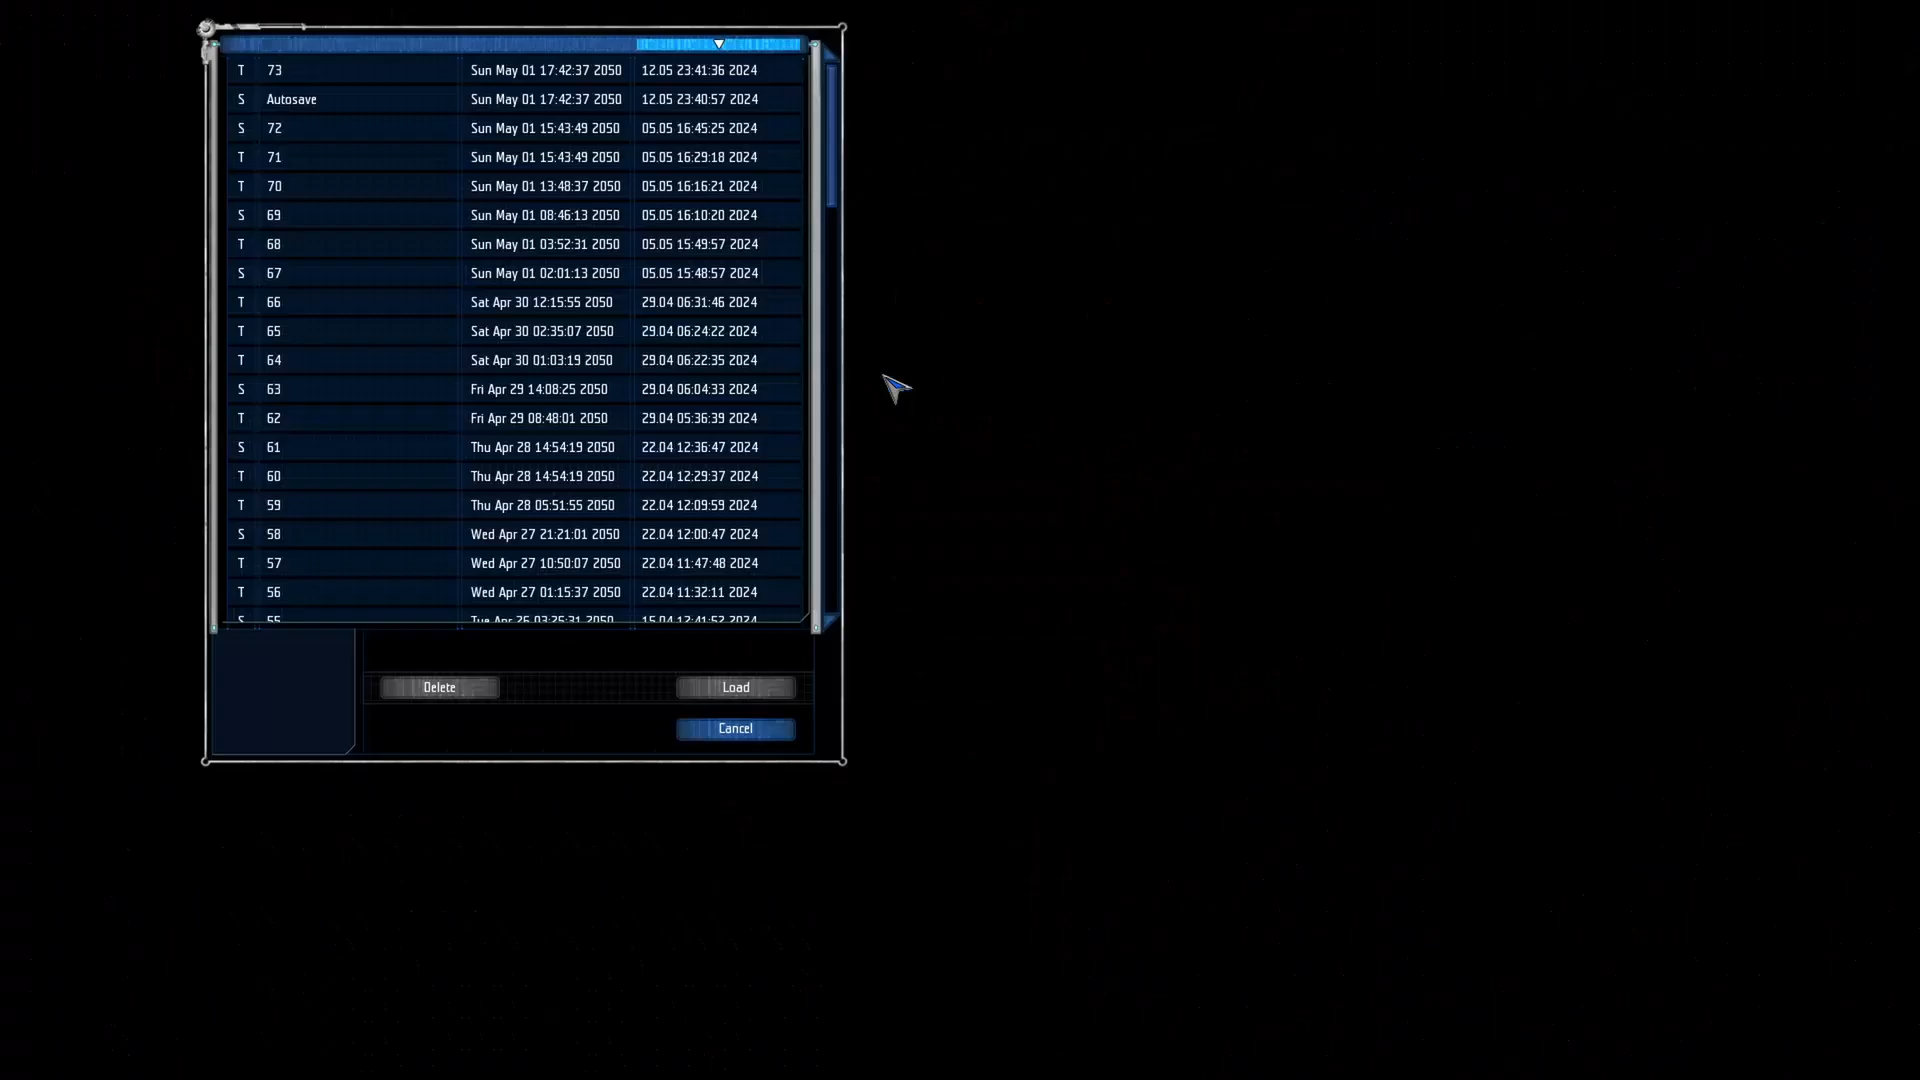 T 73 Sun May 01 17:42:37 2050 12.05 23:41:36 2024
S Autosave Sun May 01 17:42:37 2050 12.05 23:40:57 2024
S 72 Sun May 01 15:43:49 2050 05.05 16:45:25 2024
T 71 Sun May 01 15:43:49 2050 05.05 16:29:18 2024
T 70 Sun May 01 13:48:37 2050 05.05 16:16:21 2024
S 69 Sun May 01 08:46:13 2050 05.05 16:10:20 2024
T 68 Sun May 01 03:52:31 2050 05.05 15:49:57 2024
S 67 Sun May 01 02:01:13 2050 05.05 15:48:57 2024
T 66 Sat Apr 30 12:15:55 2050 29.04 06:31:46 2024
T 65 Sat Apr 30 02:35:07 2050 29.04 06:24:22 2024
T 64 Sat Apr 30 01:03:19 2050 29.04 06:22:35 2024
S 63 Fri Apr 29 14:08:25 2050 29.04 06:04:33 2024
T 62 Fri Apr 29 08:48:01 2050 29.04 05:36:39 2024
S 61 Thu Apr 28 14:54:19 2050 22.04 12:36:47 2024
T 60 Thu Apr 28 14:54:19 2050 22.04 12:29:37 2024
T 59 Thu Apr 28 05:51:55 2050 22.04 12:09:59 2024
S 58 Wed Apr 27 21:21:01 2050 22.04 12:00:47 2024
T 57 Wed Apr 27 10:50:07 2050 22.04 11:47:48 2024
T 56 Wed Apr 27 01:15:37 2050 22.04 11:32:11 2024
S 55 Tue Apr 26 03:25:31 2050 15.04 12:41:52 2024
Delete Load
Cancel